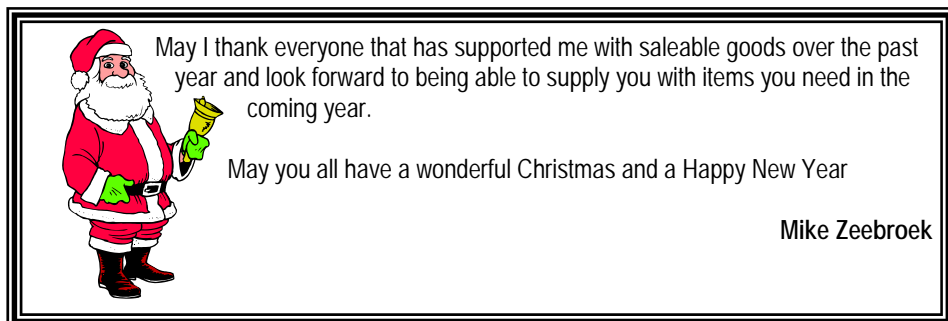 May I thank everyone that has supported me with saleable goods over the past
year and look forward to being able to supply you with items you need in the
coming year.
May you all have a wonderful Christmas and a Happy New Year
Mike Zeebroek